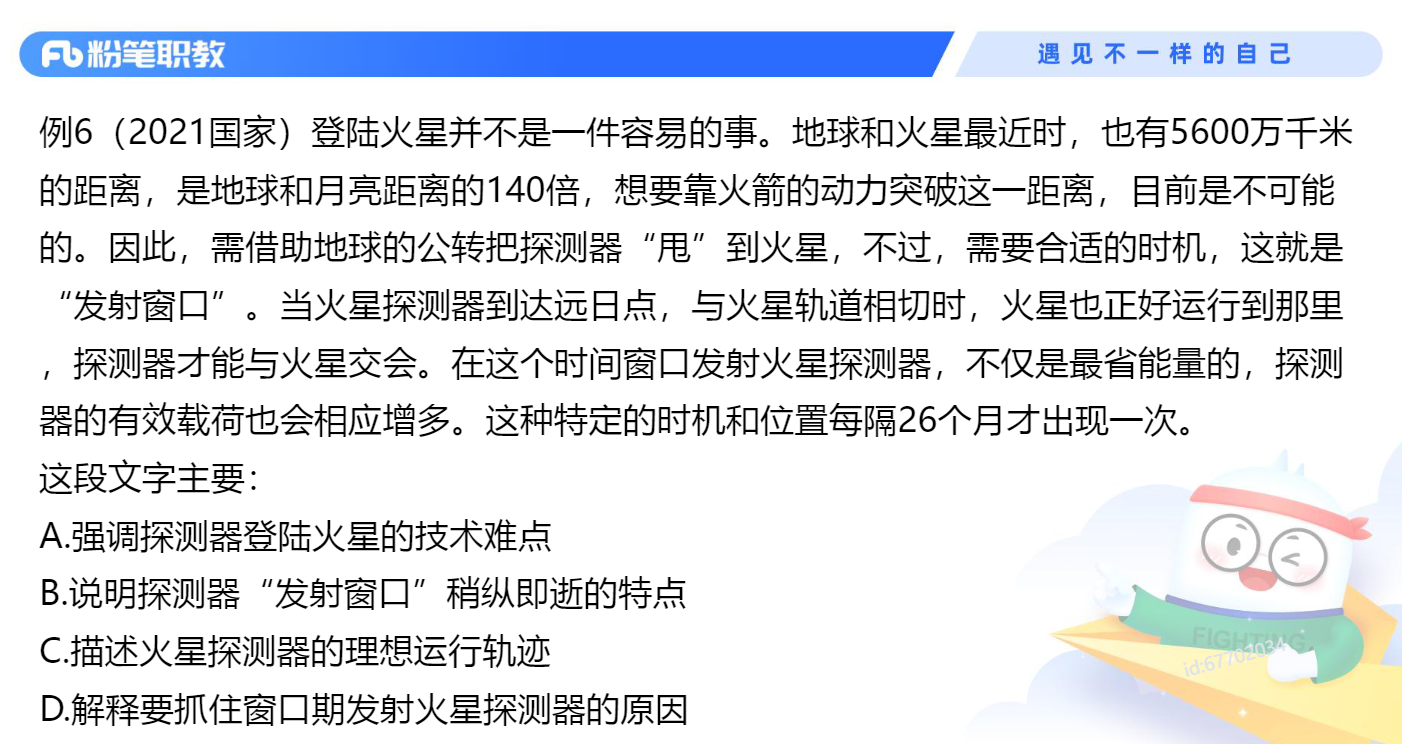 粉笔职教
遇见不一样的自己
例6（2021国家）登陆火星并不是一件容易的事。地球和火星最近时，也有5600万千米
的距离，是地球和月亮距离的140倍，想要靠火箭的动力突破这一距离，目前是不可能
的。因此，需借助地球的公转把探测器“甩”到火星，不过，需要合适的时机，这就是
“发射窗口”。当火星探测器到达远日点，与火星轨道相切时，火星也正好运行到那里
，探测器才能与火星交会。在这个时间窗口发射火星探测器，不仅是最省能量的，探测
器的有效载荷也会相应增多。这种特定的时机和位置每隔26个月才出现一次。
这段文字主要：
A.强调探测器登陆火星的技术难点
B.说明探测器“发射窗口”稍纵即逝的特点
C.描述火星探测器的理想运行轨迹
D.解释要抓住窗口期发射火星探测器的原因
FIGHTING
id:67702034